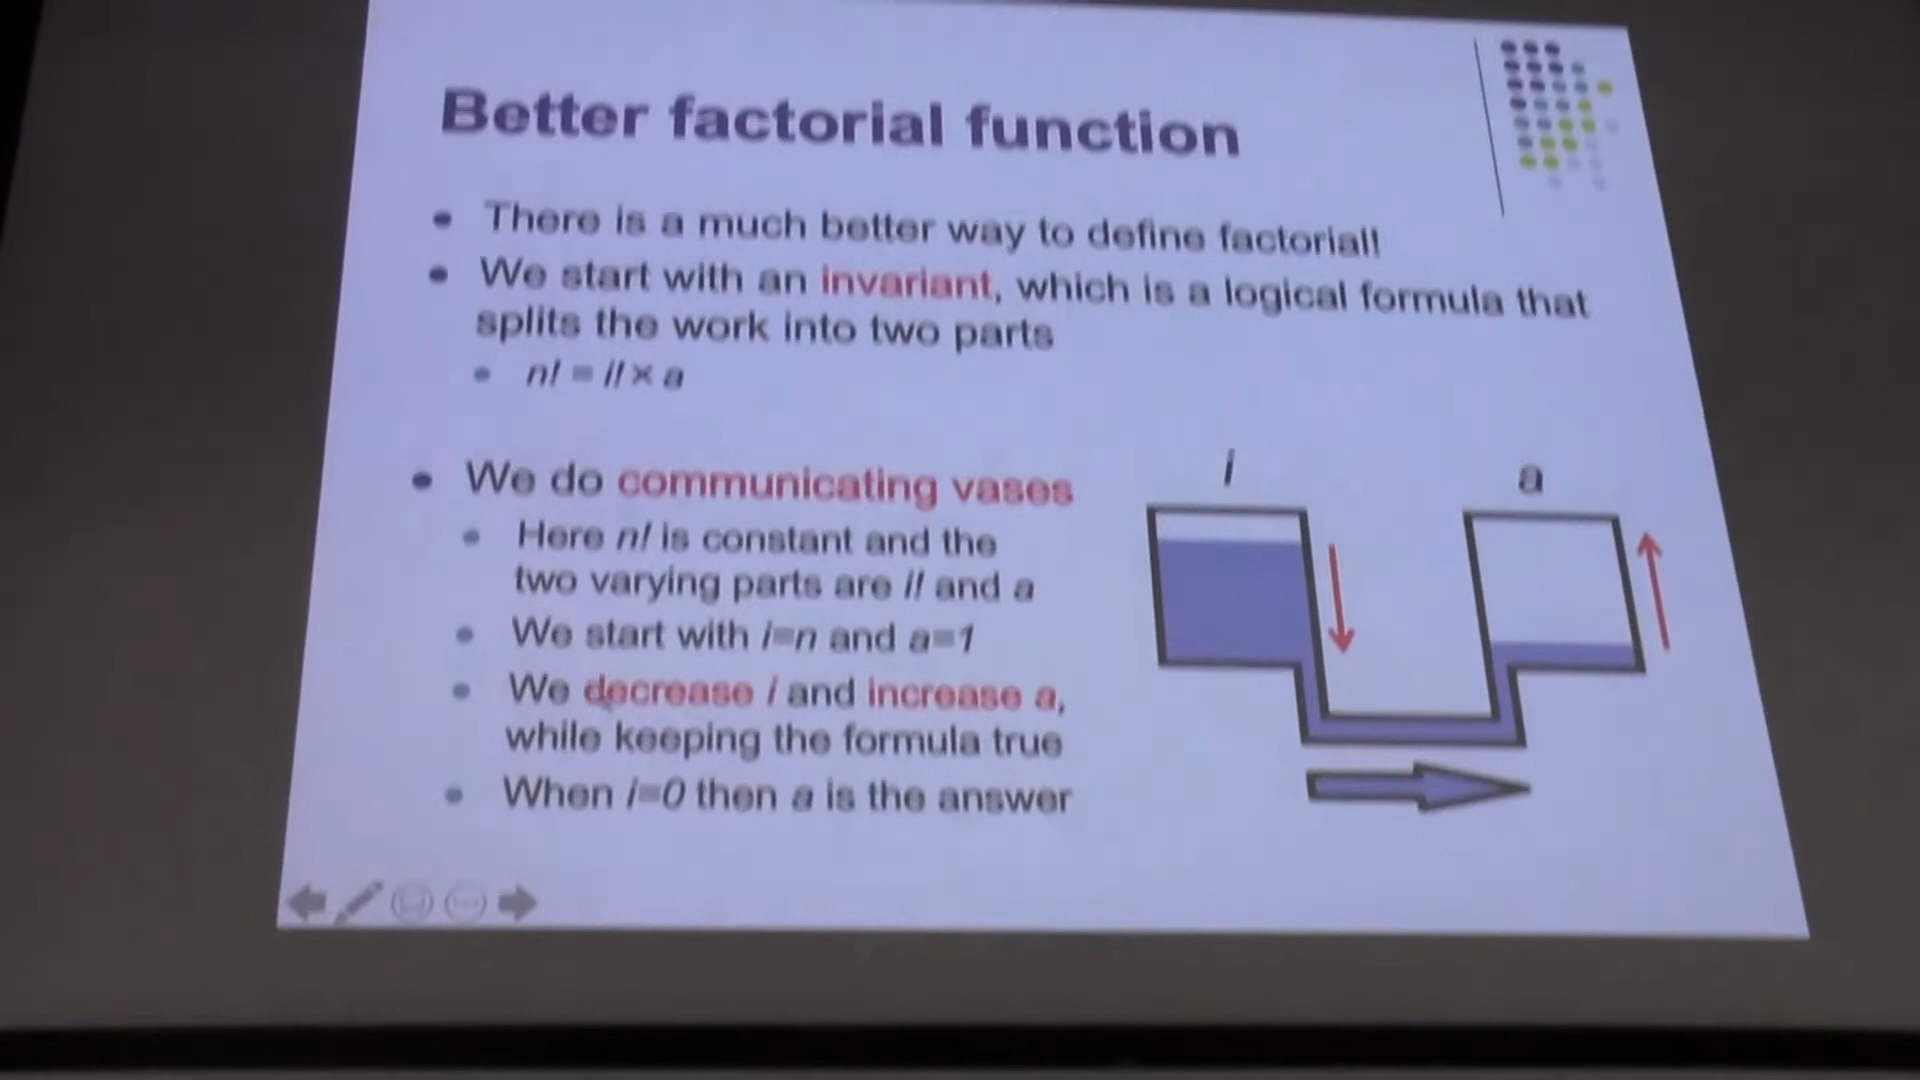 Better factorial function
• There is a much better way to define factorial!
• We start with an invariant, which is a logical formula that
splits the work into two parts
• n! = i! × a
• We do communicating vases
• Here n! is constant and the
two varying parts are i! and a
• We start with i=n and a=1
• We decrease i and increase a,
while keeping the formula true
• When i=0 then a is the answer
i
a